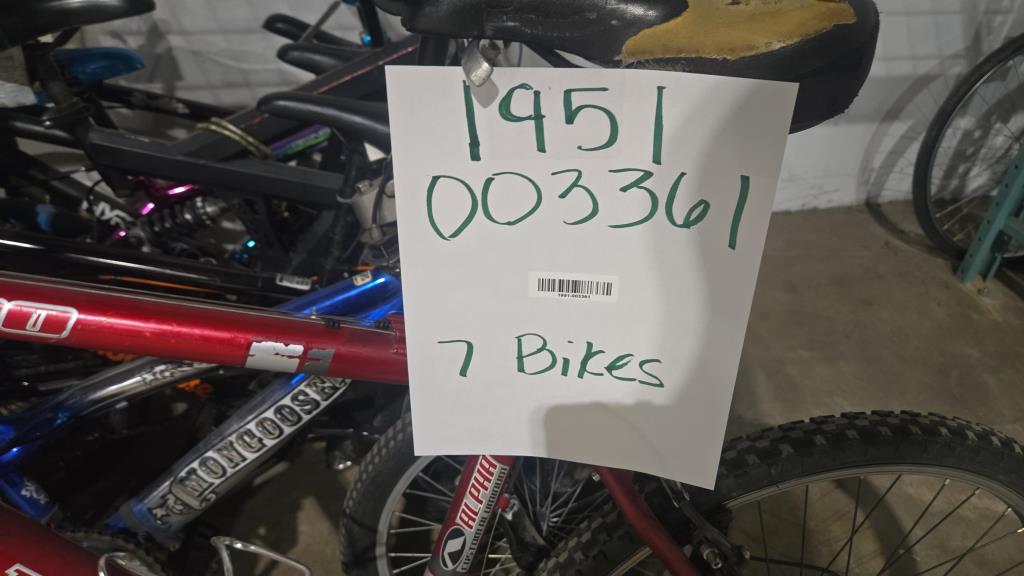 1951
003361
1951-003361
7 Bikes
MONGOOSE
ALPHA